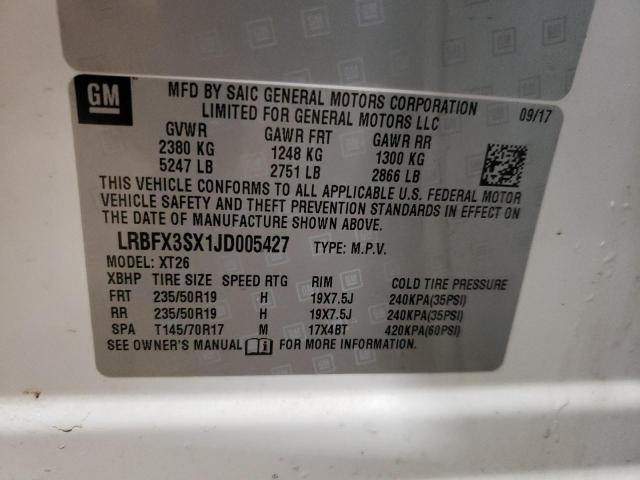 GM
MFD BY SAIC GENERAL MOTORS CORPORATION
LIMITED FOR GENERAL MOTORS LLC
09/17
GVWR GAWR FRT GAWR RR
2380 KG 1248 KG 1300 KG
5247 LB 2751 LB 2866 LB
THIS VEHICLE CONFORMS TO ALL APPLICABLE U.S. FEDERAL MOTOR
VEHICLE SAFETY AND THEFT PREVENTION STANDARDS IN EFFECT ON
THE DATE OF MANUFACTURE SHOWN ABOVE.
LRBFX3SX1JD005427 TYPE: M.P.V.
MODEL: XT26
XBHP TIRE SIZE SPEED RTG RIM COLD TIRE PRESSURE
FRT 235/50R19 H 19X7.5J 240KPA(35PSI)
RR 235/50R19 H 19X7.5J 240KPA(35PSI)
SPA T145/70R17 M 17X4BT 420KPA(60PSI)
SEE OWNER'S MANUAL FOR MORE INFORMATION.